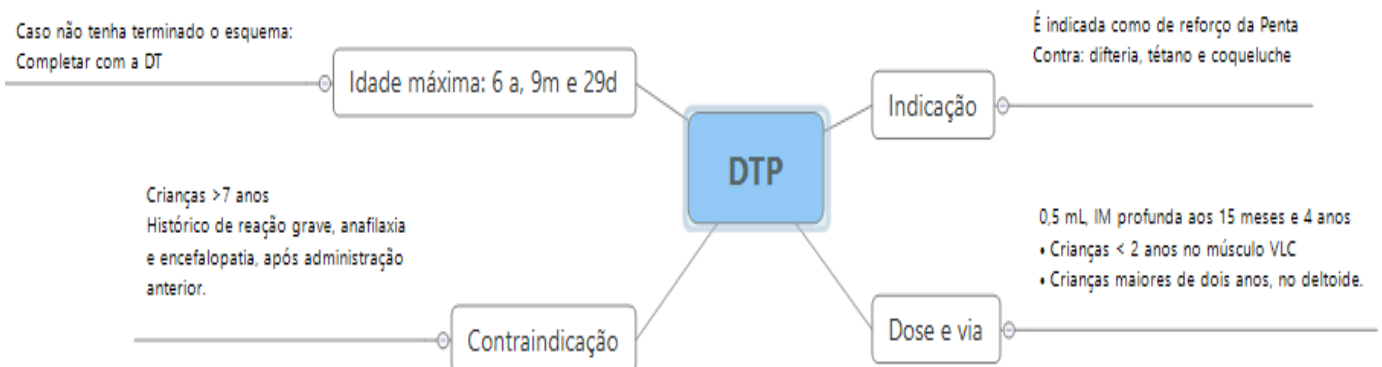 Caso não tenha terminado o esquema:
Completar com a DT
Idade máxima: 6 a, 9m e 29d
É indicada como de reforço da Penta
Contra: difteria, tétano e coqueluche
Indicação
DTP
Crianças >7 anos
Histórico de reação grave, anafilaxia
e encefalopatia, após administração
anterior.
Contraindicação
0,5 mL, IM profunda aos 15 meses e 4 anos
• Crianças < 2 anos no músculo VLC
• Crianças maiores de dois anos, no deltoide.
Dose e via